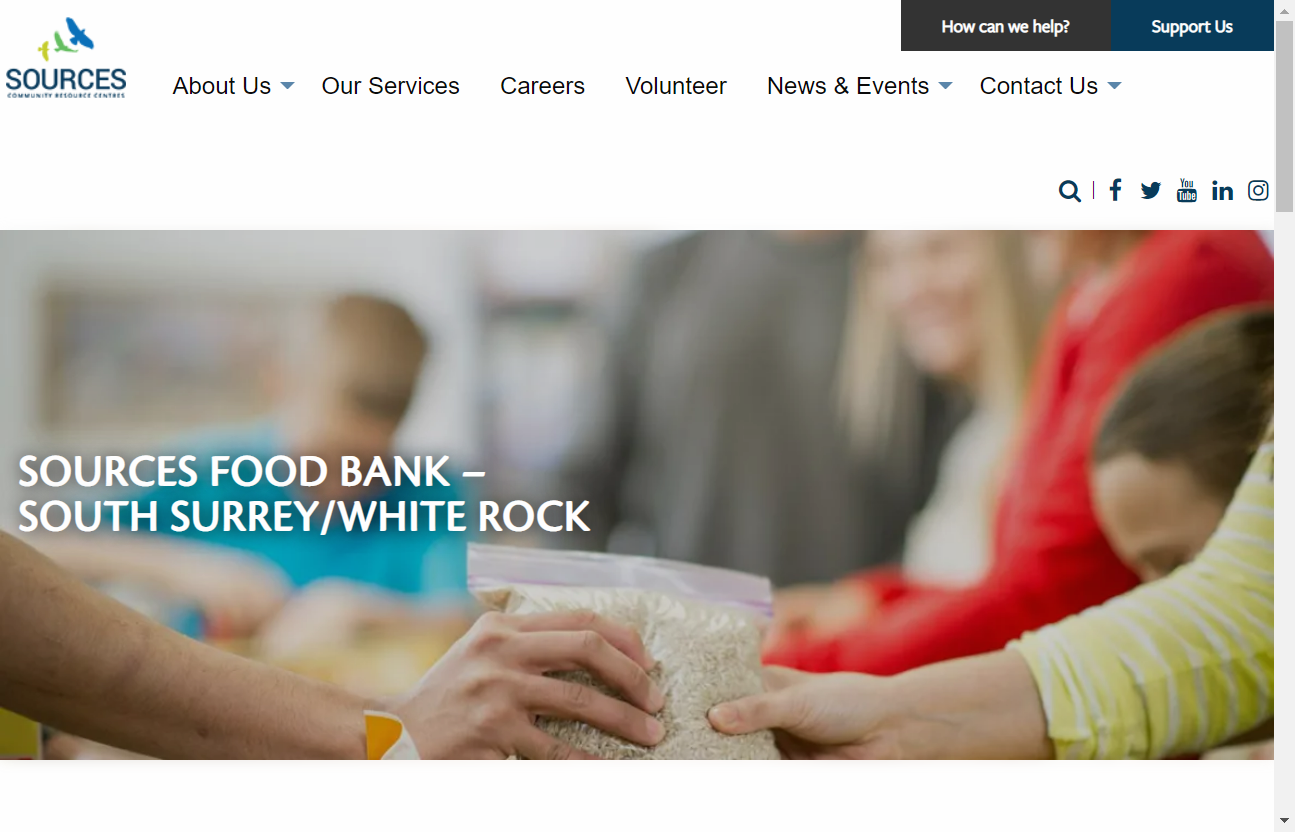 How can we help?
Support Us
SOURCES
COMMUNITY RESOURCE CENTRES
About Us
Our Services
Careers
Volunteer
News & Events
Contact Us
You
Tube
SOURCES FOOD BANK –
SOUTH SURREY/WHITE ROCK